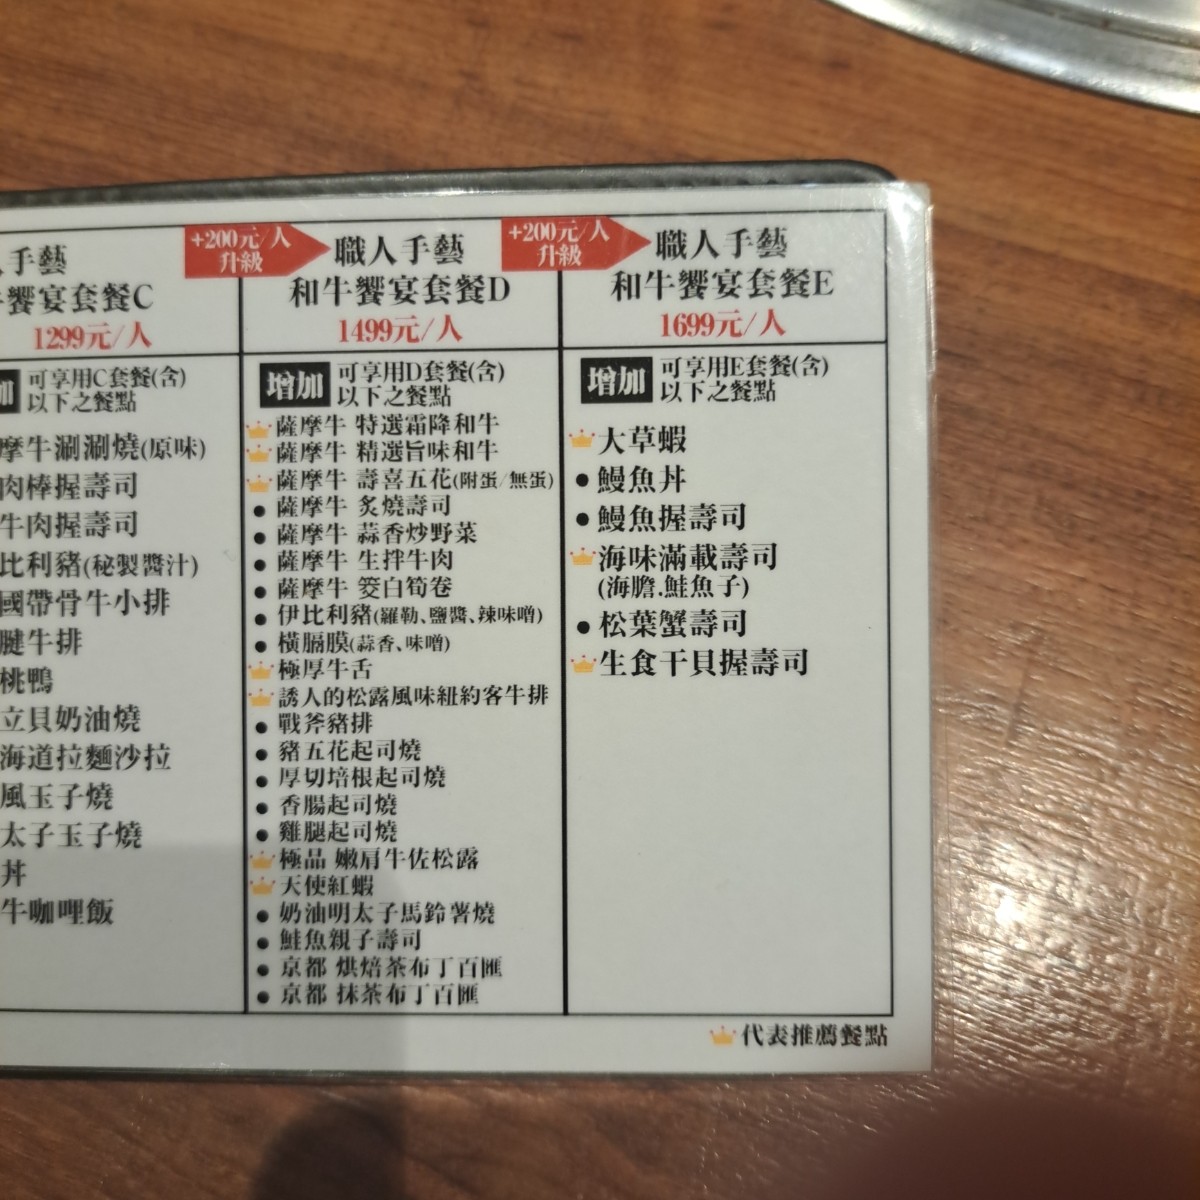 人手藝
牛饗宴套餐C
1299元/人
加 可享用C套餐(含)
以下之餐點
摩牛涮涮燒(原味)
肉棒握壽司
牛肉握壽司
比利豬(秘製醬汁)
國帶骨牛小排
腱牛排
桃鴨
立貝奶油燒
海道拉麵沙拉
風玉子燒
太子玉子燒
丼
牛咖哩飯
+200元/人
升級
職人手藝
和牛饗宴套餐D
1499元/人
增加 可享用D套餐(含)
以下之餐點
薩摩牛 特選霜降和牛
薩摩牛 精選旨味和牛
薩摩牛 壽喜五花(附蛋/無蛋)
薩摩牛 炙燒壽司
薩摩牛 蒜香炒野菜
薩摩牛 生拌牛肉
薩摩牛 筊白筍卷
伊比利豬(羅勒、鹽醬、辣味噌)
橫膈膜(蒜香、味噌)
極厚牛舌
誘人的松露風味紐約客牛排
戰斧豬排
豬五花起司燒
厚切培根起司燒
香腸起司燒
雞腿起司燒
極品 嫩肩牛佐松露
天使紅蝦
奶油明太子馬鈴薯燒
鮭魚親子壽司
京都 烘焙茶布丁百匯
京都 抹茶布丁百匯
+200元/人
升級
職人手藝
和牛饗宴套餐E
1699元/人
增加 可享用E套餐(含)
以下之餐點
大草蝦
鰻魚丼
鰻魚握壽司
海味滿載壽司
(海膽.鮭魚子)
松葉蟹壽司
生食干貝握壽司
代表推薦餐點